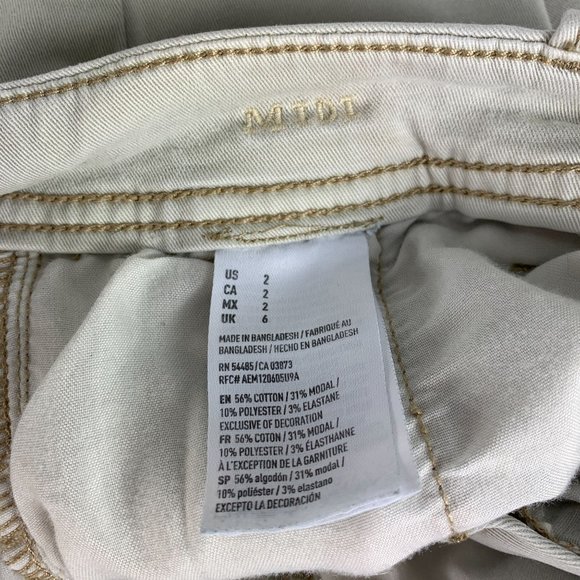 MIDI
US 2
CA 2
MX 2
UK 6
MADE IN BANGLADESH / FABRIQUÉ AU
BANGLADESH / HECHO EN BANGLADESH
RN 54485 / CA 03873
RFC# AEM120605U9A
EN 56% COTTON / 31% MODAL /
10% POLYESTER / 3% ELASTANE
EXCLUSIVE OF DECORATION
FR 56% COTON / 31% MODAL /
10% POLYESTER / 3% ÉLASTHANNE
À L'EXCEPTION DE LA GARNITURE
SP 56% algodón / 31% modal /
10% poliéster / 3% elastano
EXCEPTO LA DECORACIÓN